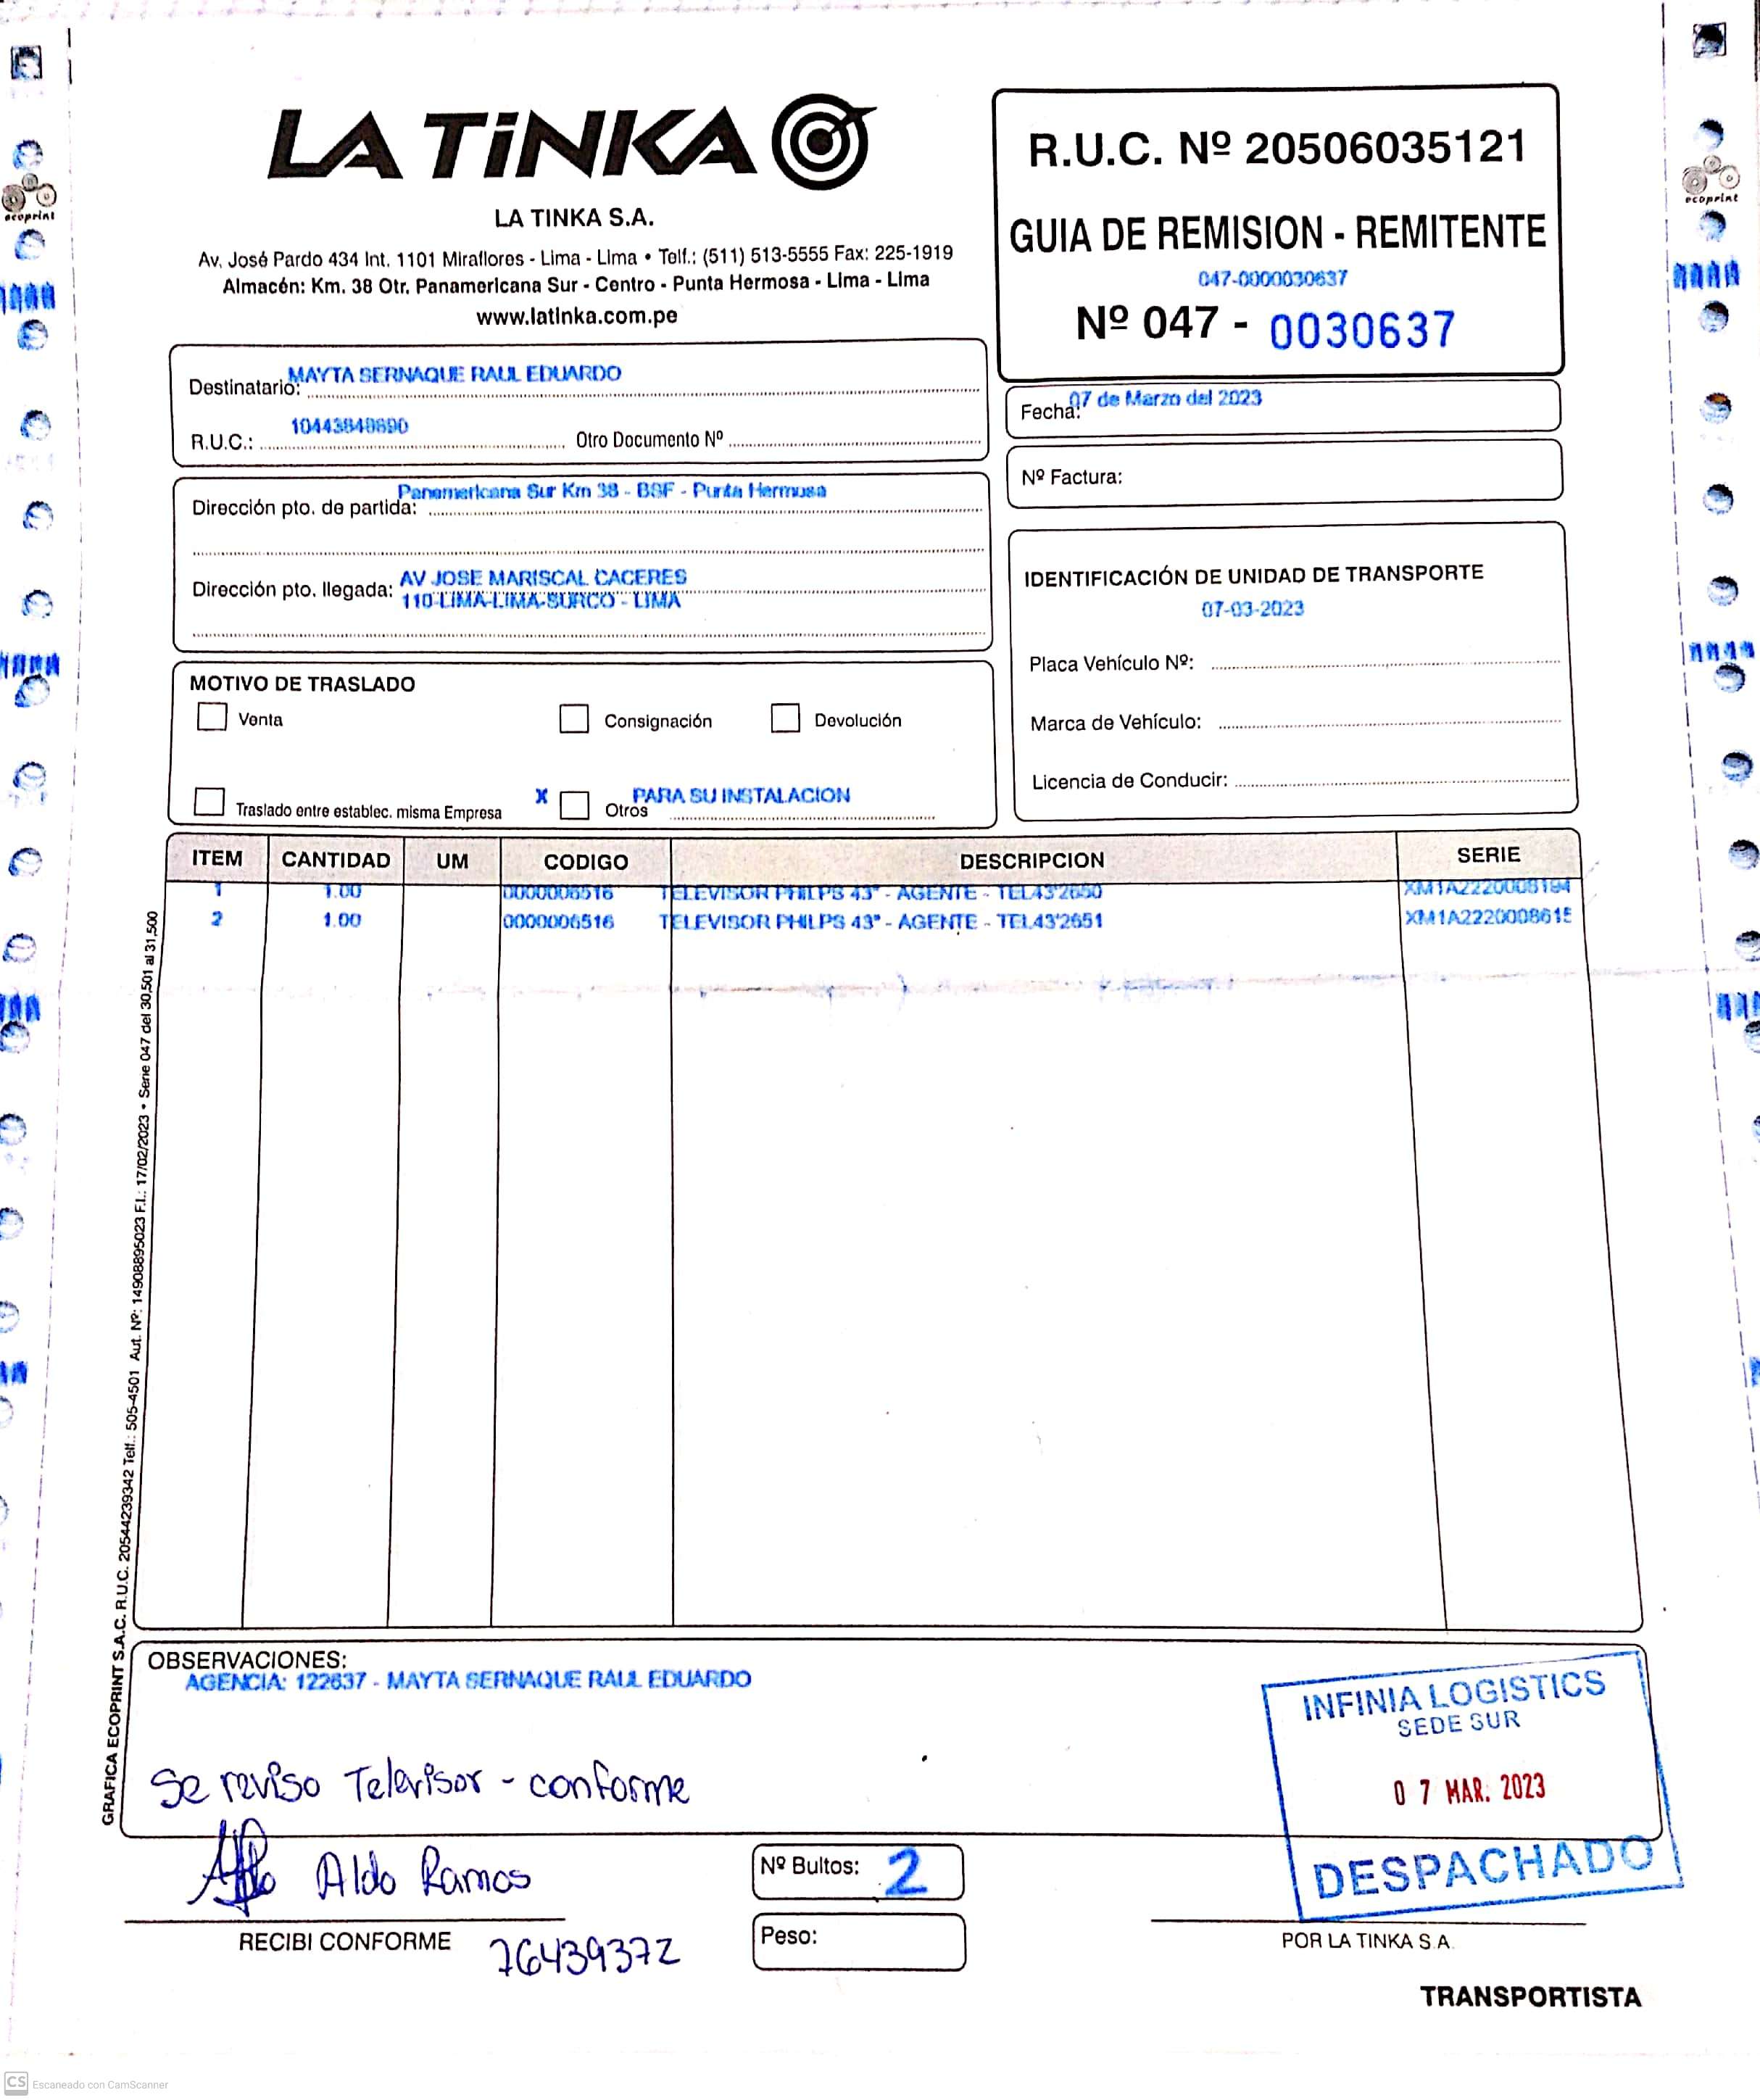 LA TiNKA
LA TINKA S.A.
Av. José Pardo 434 Int. 1101 Miraflores - Lima - Lima • Telf.: (511) 513-5555 Fax: 225-1919
Almacén: Km. 38 Otr. Panamericana Sur - Centro - Punta Hermosa - Lima - Lima
www.latinka.com.pe
R.U.C. Nº 20506035121
GUIA DE REMISION - REMITENTE
047-0000030637
Nº 047 - 0030637
ecoprint
ecoprint
Destinatario: MAYTA SERNAQUE RAUL EDUARDO
R.U.C.: Otro Documento Nº
Fecha: 07 de Marzo del 2023
Nº Factura:
Dirección pto. de partida: Panamericana Sur Km 38 - BSF - Punta Hermosa
Dirección pto. llegada: AV JOSE MARISCAL CACERES
110-LIMA-LIMA-SURCO - LIMA
IDENTIFICACIÓN DE UNIDAD DE TRANSPORTE
07-03-2023
Placa Vehículo Nº:
Marca de Vehículo:
Licencia de Conducir:
MOTIVO DE TRASLADO
Venta Consignación Devolución
Traslado entre establec. misma Empresa X Otros PARA SU INSTALACION
ITEM CANTIDAD UM CODIGO DESCRIPCION SERIE
1 1.00 0000006516 TELEVISOR PHILPS 43" - AGENTE - TEL43'2650
2 1.00 0000006516 TELEVISOR PHILPS 43" - AGENTE - TEL43'2651 XM1A2220008615
GRAFICA ECOPRINT S.A.C. R.U.C. 20544239342 Telf.: 505-4501 Aut. Nº: 14908895023 F.I.: 17/02/2023 • Serie 047 del 30,501 al 31,500
OBSERVACIONES:
AGENCIA: 122637 - MAYTA SERNAQUE RAUL EDUARDO
Se reviso Televisor - conforme
Aldo Ramos
RECIBI CONFORME 76439372
Nº Bultos: 2
Peso:
INFINIA LOGISTICS
SEDE SUR
07 MAR. 2023
DESPACHADO
POR LA TINKA S.A.
TRANSPORTISTA
CS Escaneado con CamScanner